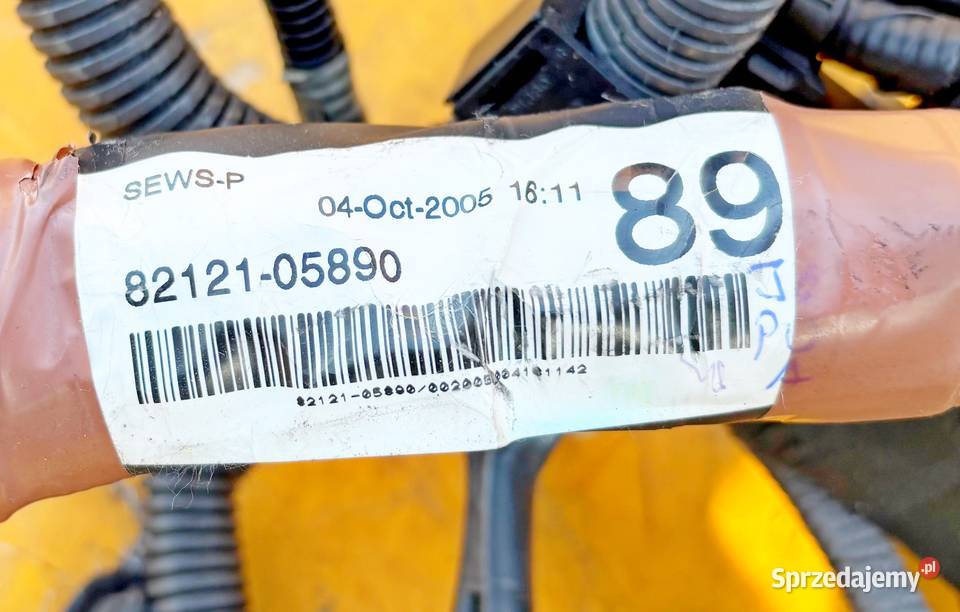 SEWS-P
04-Oct-2005 16:11
89
82121-05890
Sprzedajemy.pl